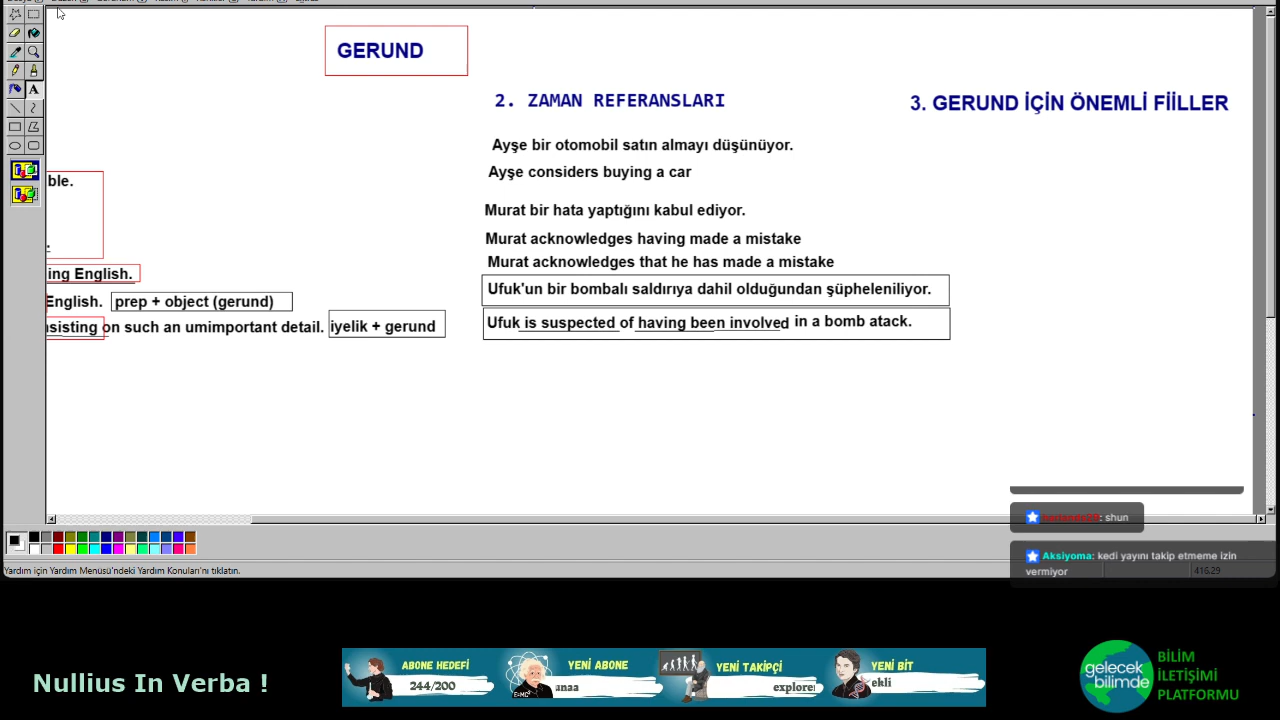 GERUND
2. ZAMAN REFERANSLARI
3. GERUND İÇİN ÖNEMLİ FİİLLER
Ayşe bir otomobil satın almayı düşünüyor.
Ayşe considers buying a car
ble.
Murat bir hata yaptığını kabul ediyor.
Murat acknowledges having made a mistake
Murat acknowledges that he has made a mistake
ing English.
Ufuk'un bir bombalı saldırıya dahil olduğundan şüpheleniliyor.
English. prep + object (gerund)
Ufuk is suspected of having been involved in a bomb atack.
sisting on such an umimportant detail. iyelik + gerund
: shun
Aksiyoma: kedi yayını takip etmeme izin
vermiyor
Yardım için Yardım Menüsü'ndeki Yardım Konuları'nı tıklatın.
416.29
Nullius In Verba !
ABONE HEDEFİ
244/200
E=MC²
YENİ ABONE
anaa
YENİ TAKİPÇİ
explore
YENİ BİT
ekli
gelecek
bilimde
BİLİM
İLETİŞİMİ
PLATFORMU